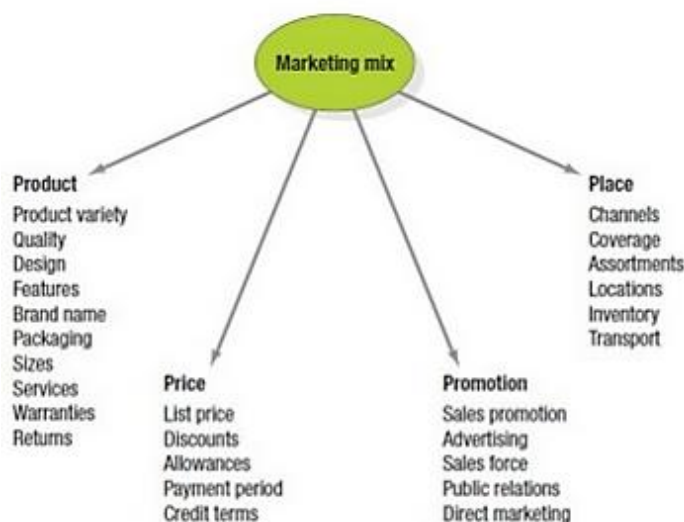 Marketing mix
Product
Product variety
Quality
Design
Features
Brand name
Packaging
Sizes
Services
Warranties
Returns
Price
List price
Discounts
Allowances
Payment period
Credit terms
Promotion
Sales promotion
Advertising
Sales force
Public relations
Direct marketing
Place
Channels
Coverage
Assortments
Locations
Inventory
Transport